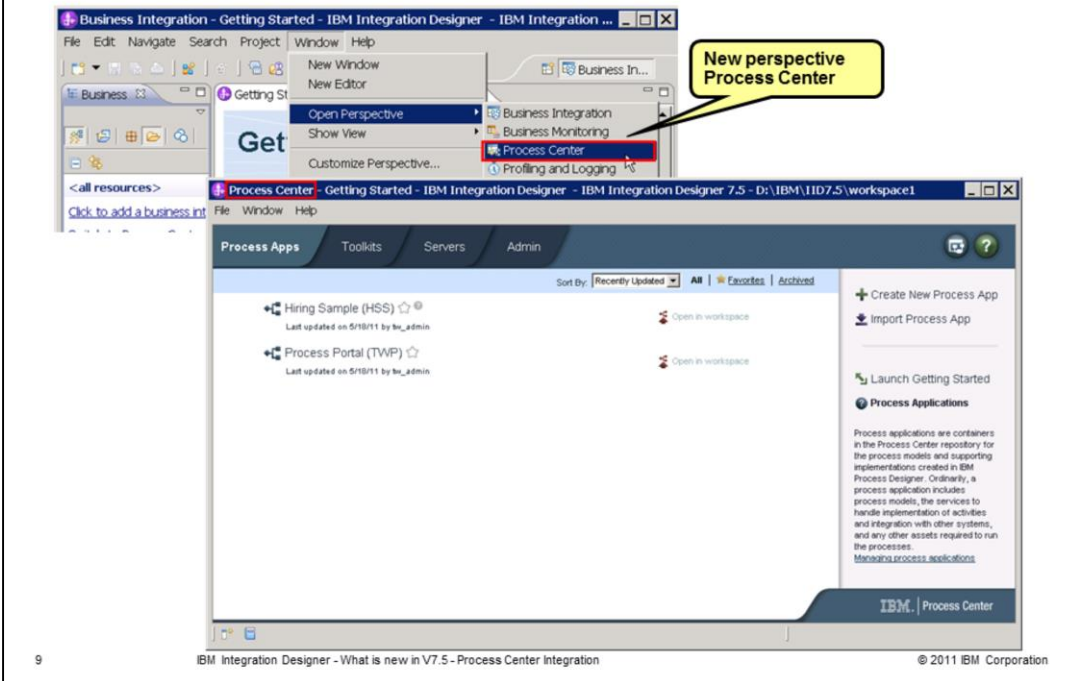 Business Integration - Getting Started - IBM Integration Designer - IBM Integration ...
File Edit Navigate Search Project Window Help
New Window
New Editor
Open Perspective
Show View
Customize Perspective...
Business In...
Business
Getting St
Get
Business Integration
Business Monitoring
Process Center
Profiling and Logging
New perspective
Process Center
<all resources>
Click to add a business int
Process Center - Getting Started - IBM Integration Designer - IBM Integration Designer 7.5 - D:\IBM\IID7.5\workspace1
File Window Help
Process Apps Toolkits Servers Admin
Sort By: Recently Updated All | Favorites | Archived
Hiring Sample (HSS)
Last updated on 5/18/11 by tw_admin
Open in workspace
Process Portal (TWP)
Last updated on 5/18/11 by tw_admin
Open in workspace
Create New Process App
Import Process App
Launch Getting Started
Process Applications
Process applications are containers
in the Process Center repository for
the process models and supporting
implementations created in IBM
Process Designer. Ordinarily, a
process application includes
process models, the services to
handle implementation of activities
and integration with other systems,
and any other assets required to run
the processes.
Managing process applications
IBM. | Process Center
9
IBM Integration Designer - What is new in V7.5 - Process Center Integration
© 2011 IBM Corporation